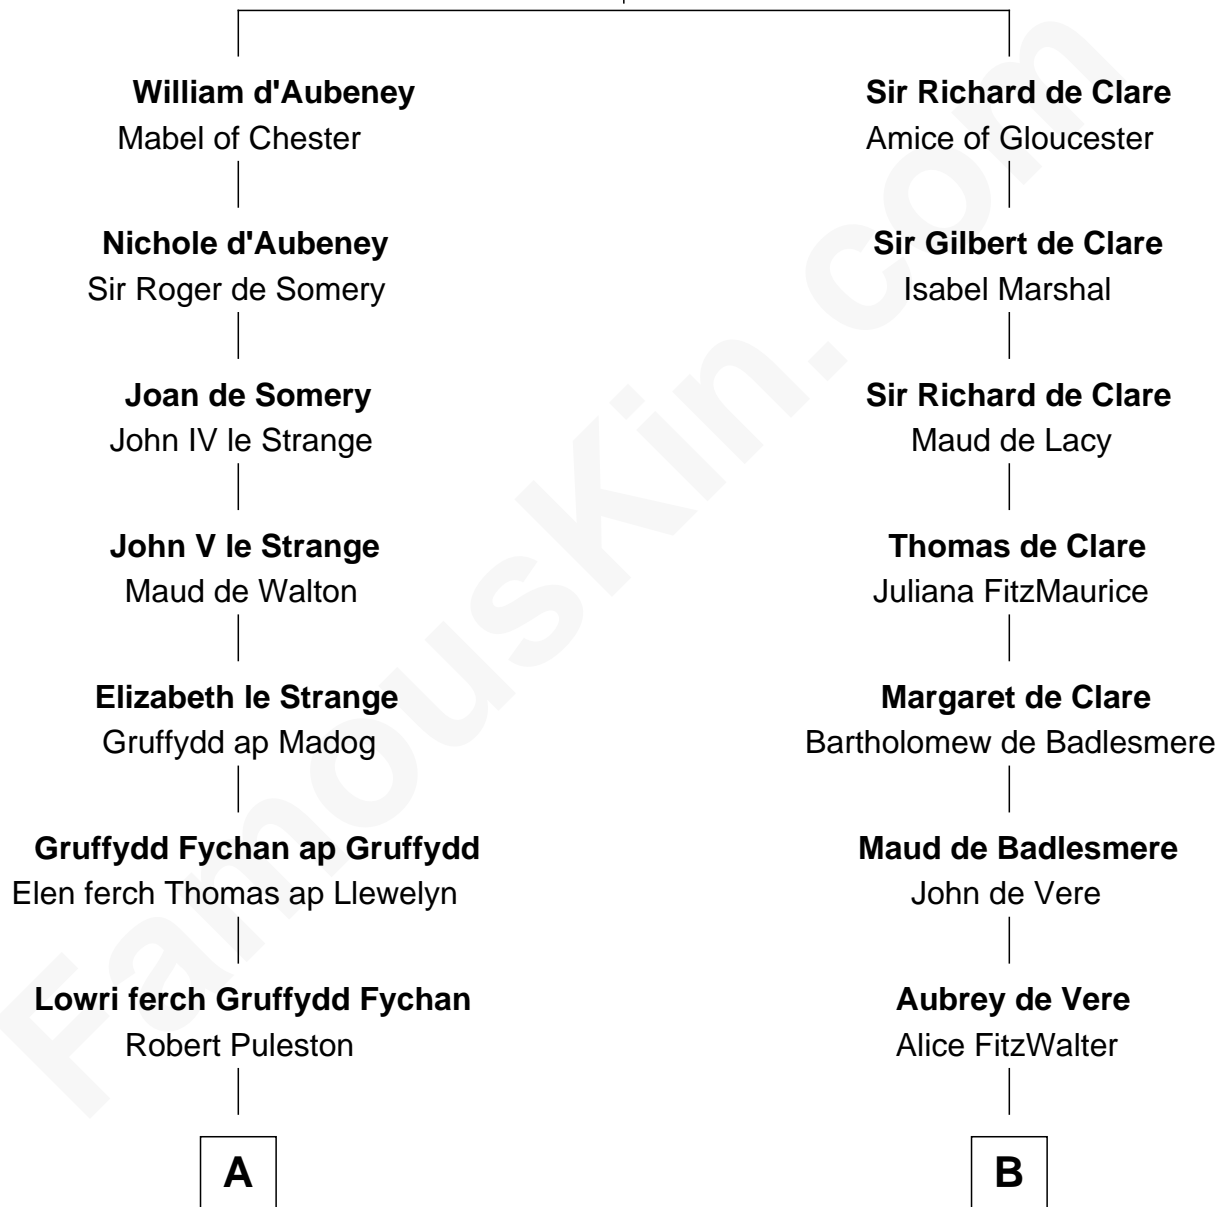 William d'Aubeney
Mabel of Chester
Nichole d'Aubeney
Sir Roger de Somery
Joan de Somery
John IV le Strange
John V le Strange
Maud de Walton
Elizabeth le Strange
Gruffydd ap Madog
Gruffydd Fychan ap Gruffydd
Elen ferch Thomas ap Llewelyn
Lowri ferch Gruffydd Fychan
Robert Puleston
A
Sir Richard de Clare
Amice of Gloucester
Sir Gilbert de Clare
Isabel Marshal
Sir Richard de Clare
Maud de Lacy
Thomas de Clare
Juliana FitzMaurice
Margaret de Clare
Bartholomew de Badlesmere
Maud de Badlesmere
John de Vere
Aubrey de Vere
Alice FitzWalter
B
FamousKin.com